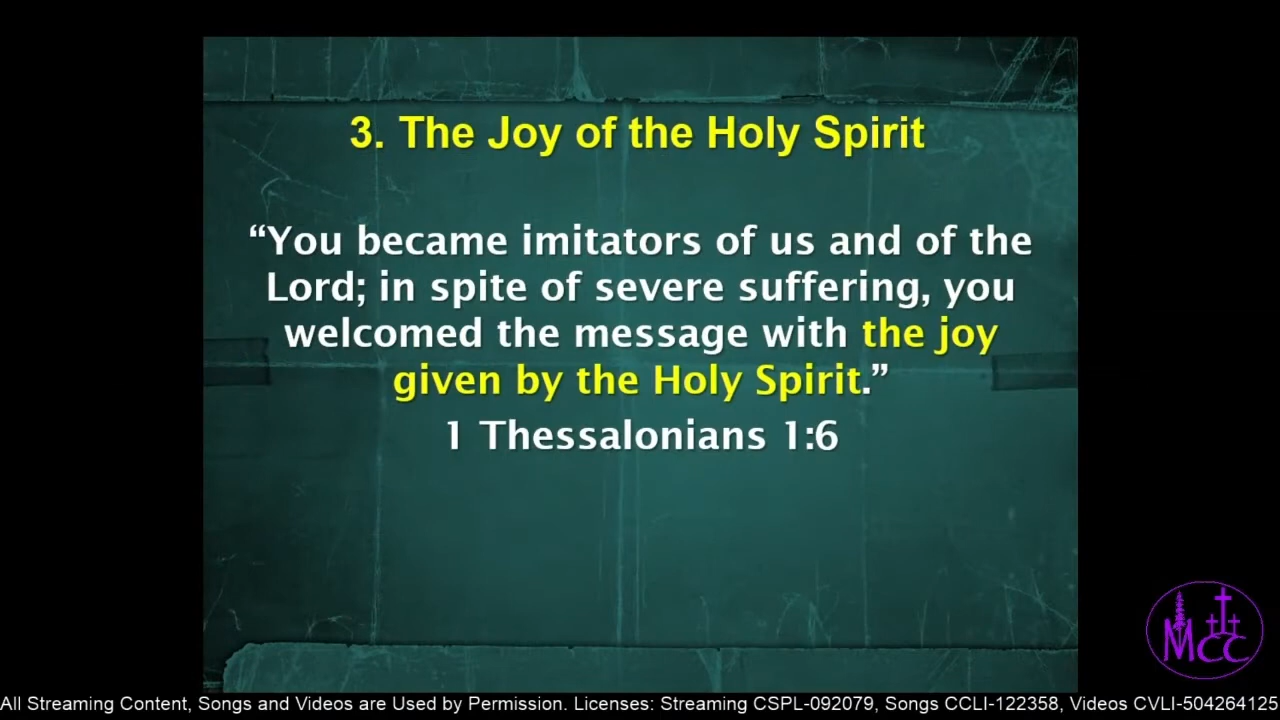 3. The Joy of the Holy Spirit
“You became imitators of us and of the
Lord; in spite of severe suffering, you
welcomed the message with the joy
given by the Holy Spirit.”
1 Thessalonians 1:6
MCC
All Streaming Content, Songs and Videos are Used by Permission. Licenses: Streaming CSPL-092079, Songs CCLI-122358, Videos CVLI-504264125